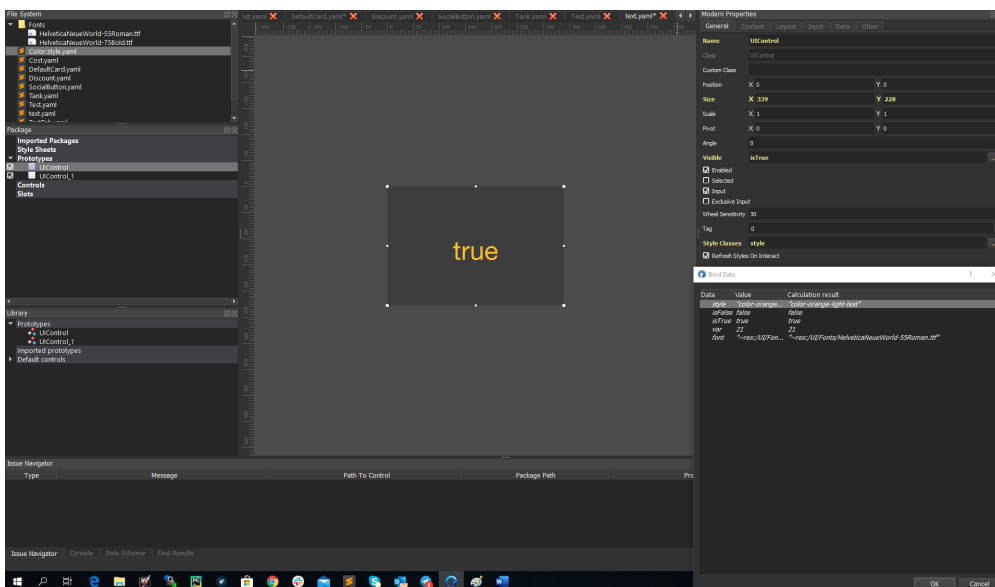 File System
Fonts
HelveticaNeueWorld-55Roman.ttf
HelveticaNeueWorld-75Bold.ttf
Color.style.yaml
Cost.yaml
DefaultCard.yaml
Discount.yaml
SocialButton.yaml
Tank.yaml
Test.yaml
text.yaml
Package
Imported Packages
Style Sheets
Prototypes
UIControl
UIControl_1
Controls
Slots
Library
Prototypes
UIControl
UIControl_1
Imported prototypes
Default controls
DefaultCard.yaml* Discount.yaml SocialButton.yaml Tank.yaml Test.yaml text.yaml*
true
Modern Properties
General Content Layout Input Data Other
Name UIControl
Class UIControl
Custom Class
Position X 0 Y 0
Size X 339 Y 228
Scale X 1 Y 1
Pivot X 0 Y 0
Angle 0
Visible isTrue ...
Enabled
Selected
Input
Exclusive Input
Wheel Sensitivity 30
Tag 0
Style Classes style ...
Refresh Styles On Interact
Bind Data ?
Data Value Calculation result
style "color-orange... "color-orange-light-text"
isFalse false false
isTrue true true
var 21 21
font "~res:/UI/Fon... "~res:/UI/Fonts/HelveticaNeueWorld-55Roman.ttf"
OK Cancel
Issue Navigator
Type Message Path To Control Package Path
Issue Navigator Console Data Scheme Find Results